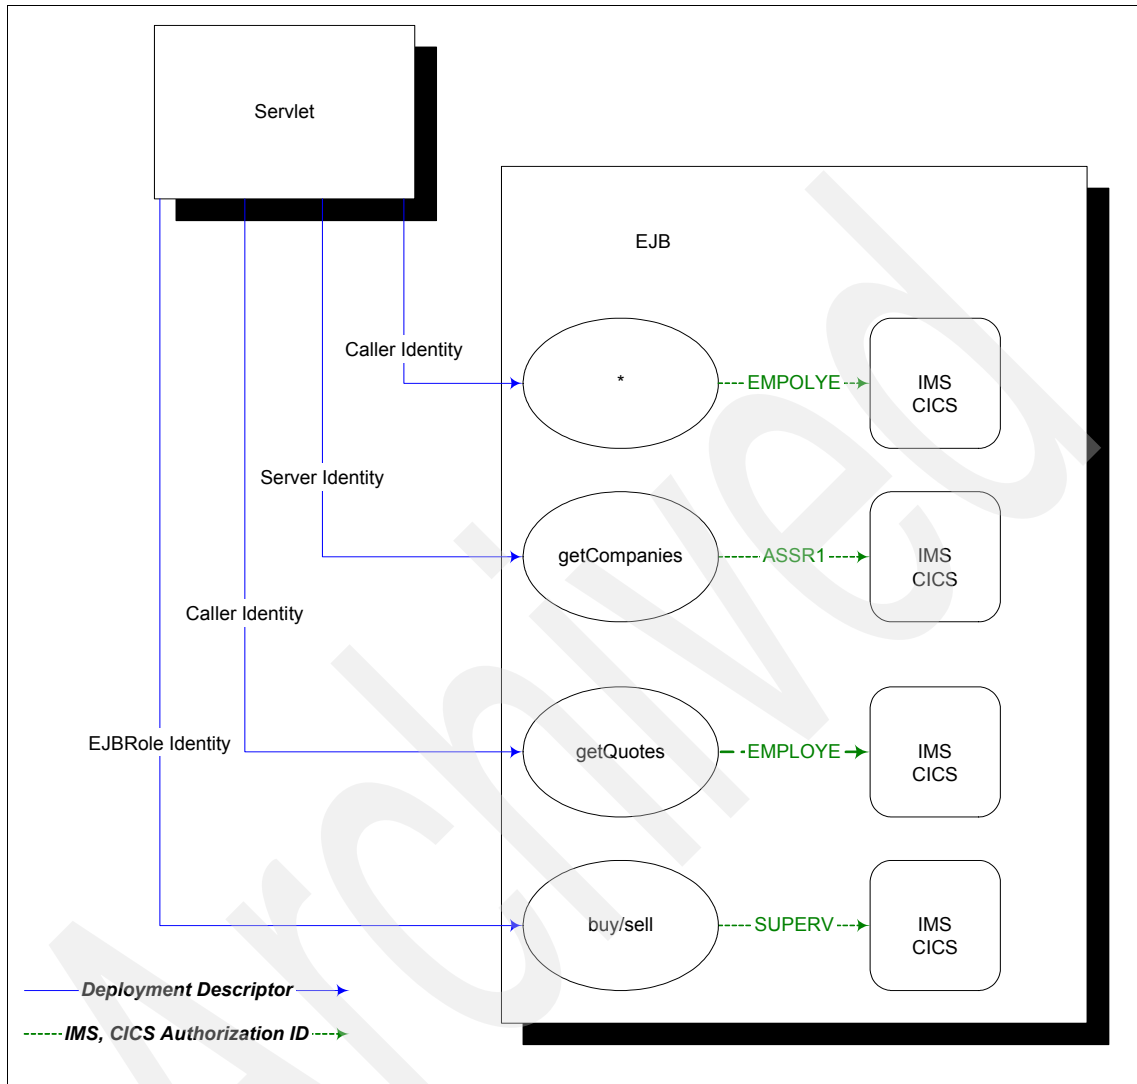 Servlet
EJB
Caller Identity
*
EMPOLYE
IMS
CICS
Server Identity
getCompanies
ASSR1
IMS
CICS
Caller Identity
getQuotes
EMPLOYE
IMS
CICS
EJBRole Identity
buy/sell
SUPERV
IMS
CICS
Deployment Descriptor
IMS, CICS Authorization ID
Archived